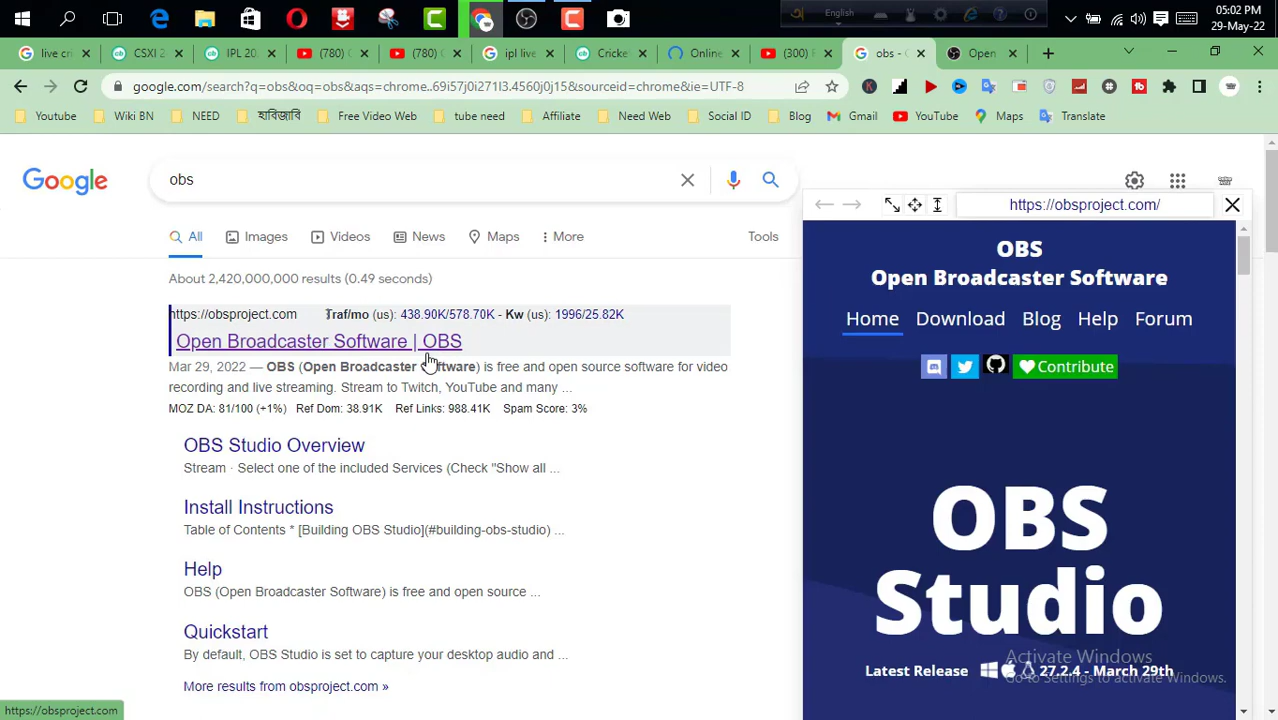 English
05:02 PM
29-May-22
live cri
CSXI 2
IPL 20
(780) C
(780) C
ipl live
Cricke
Online
(300) P
obs - G
Open
google.com/search?q=obs&oq=obs&aqs=chrome..69i57j0i271l3.4560j0j15&sourceid=chrome&ie=UTF-8
Youtube
Wiki BN
NEED
হাবিজাবি
Free Video Web
tube need
Affiliate
Need Web
Social ID
Blog
Gmail
YouTube
Maps
Translate
Google
obs
https://obsproject.com/
All
Images
Videos
News
Maps
More
Tools
OBS
Open Broadcaster Software
About 2,420,000,000 results (0.49 seconds)
https://obsproject.com Traf/mo (us): 438.90K/578.70K - Kw (us): 1996/25.82K
Home Download Blog Help Forum
Open Broadcaster Software | OBS
Mar 29, 2022 — OBS (Open Broadcaster Software) is free and open source software for video
recording and live streaming. Stream to Twitch, YouTube and many ...
Contribute
MOZ DA: 81/100 (+1%) Ref Dom: 38.91K Ref Links: 988.41K Spam Score: 3%
OBS Studio Overview
Stream · Select one of the included Services (Check "Show all ...
Install Instructions
Table of Contents * [Building OBS Studio](#building-obs-studio) ...
Help
OBS (Open Broadcaster Software) is free and open source ...
Quickstart
By default, OBS Studio is set to capture your desktop audio and ...
More results from obsproject.com »
OBS
Studio
Activate Windows
Latest Release 27.2.4 - March 29th
Go to Settings to activate Windows.
https://obsproject.com